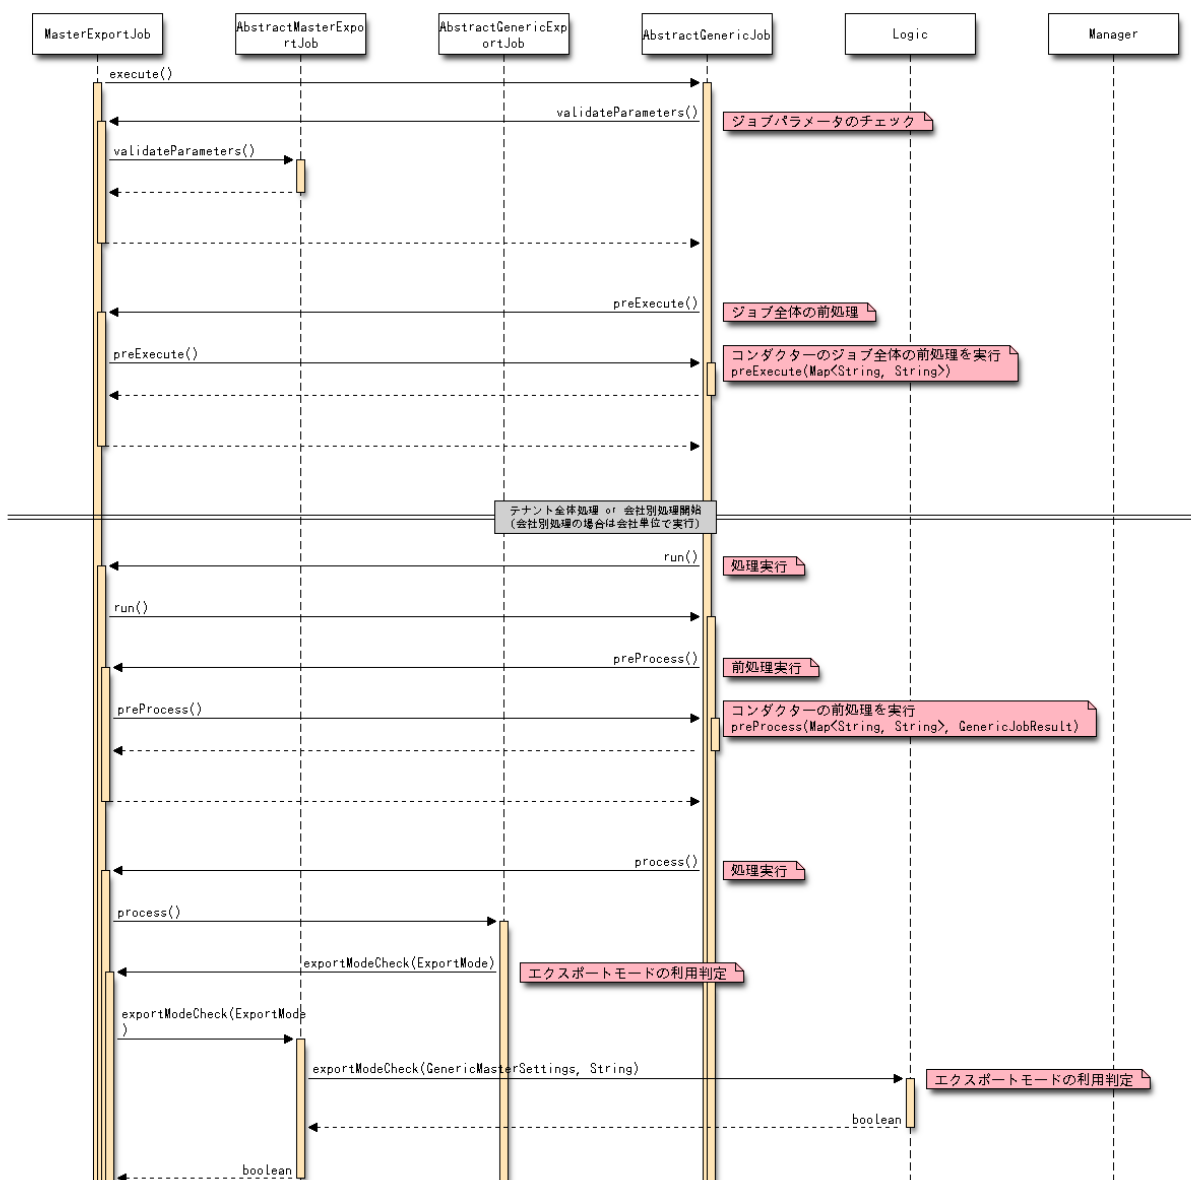 MasterExportJob
AbstractMasterExpo
rtJob
AbstractGenericExp
ortJob
AbstractGenericJob
Logic
Manager
execute()
validateParameters()
ジョブパラメータのチェック
validateParameters()
preExecute()
ジョブ全体の前処理
preExecute()
コンダクターのジョブ全体の前処理を実行
preExecute(Map<String, String>)
テナント全体処理 or 会社別処理開始
(会社別処理の場合は会社単位で実行)
run()
処理実行
run()
preProcess()
前処理実行
preProcess()
コンダクターの前処理を実行
preProcess(Map<String, String>, GenericJobResult)
process()
処理実行
process()
exportModeCheck(ExportMode)
エクスポートモードの利用判定
exportModeCheck(ExportMode
)
exportModeCheck(GenericMasterSettings, String)
エクスポートモードの利用判定
boolean
boolean